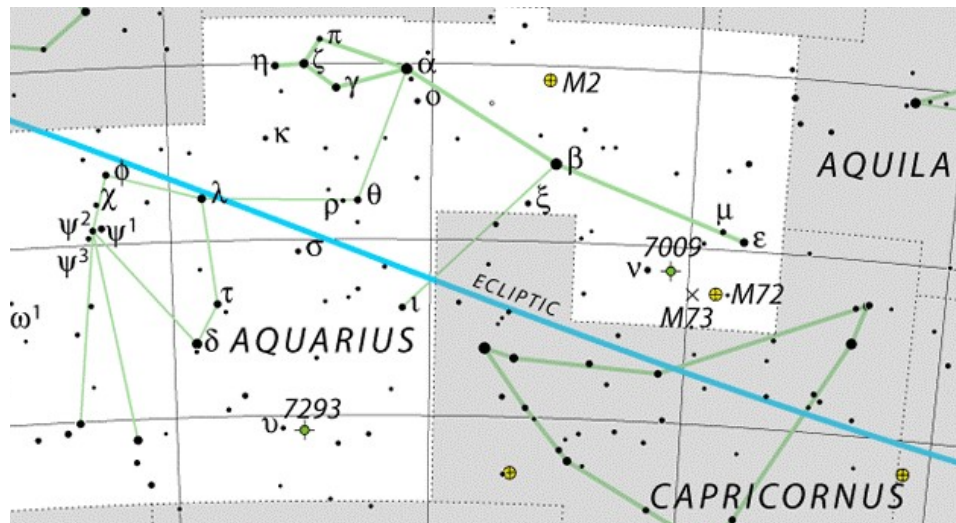 π
η
ζ
α
γ
ο
M2
κ
AQUILA
φ
β
χ
λ
ρ
θ
ξ
ψ²
ψ¹
μ
ε
ψ³
σ
7009
ν
ECLIPTIC
M72
τ
ι
M73
ω¹
δ
AQUARIUS
7293
υ
CAPRICORNUS